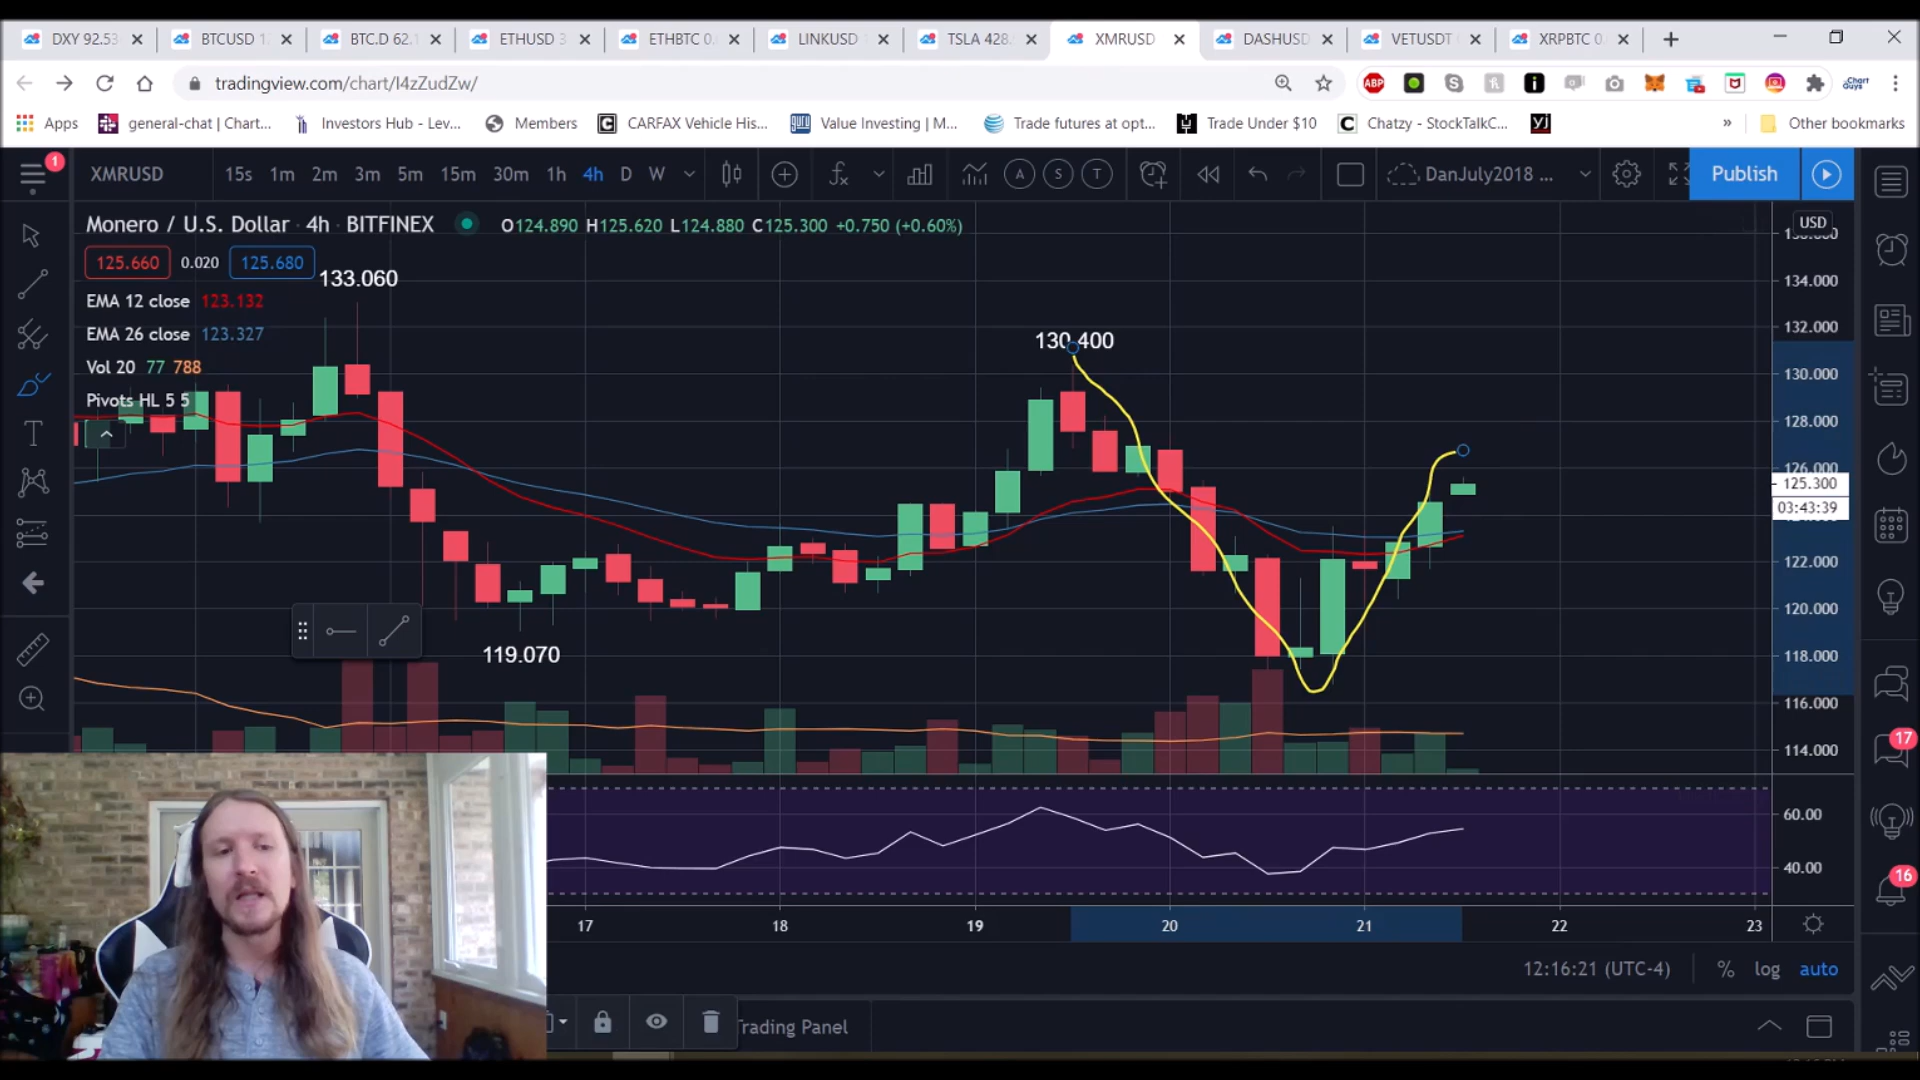 DXY 92.53 BTCUSD 1 BTC.D 62. ETHUSD 3 ETHBTC 0. LINKUSD TSLA 428. XMRUSD DASHUSD VETUSDT XRPBTC 0.
tradingview.com/chart/I4zZudZw/
ABP
Apps general-chat | Chart... Investors Hub - Lev... Members CARFAX Vehicle His... Value Investing | M... Trade futures at opt... Trade Under $10 Chatzy - StockTalkC... yj » Other bookmarks
1 XMRUSD 15s 1m 2m 3m 5m 15m 30m 1h 4h D W A S T DanJuly2018 ... Publish
Monero / U.S. Dollar · 4h · BITFINEX O124.890 H125.620 L124.880 C125.300 +0.750 (+0.60%)
USD
125.660 0.020 125.680
133.060
EMA 12 close 123.132
EMA 26 close 123.327
Vol 20 77 788
Pivots HL 5 5
130.400
119.070
134.000
132.000
130.000
128.000
126.000
125.300
03:43:39
122.000
120.000
118.000
116.000
114.000
60.00
40.00
17
16
17 18 19 20 21 22 23
12:16:21 (UTC-4) % log auto
Trading Panel